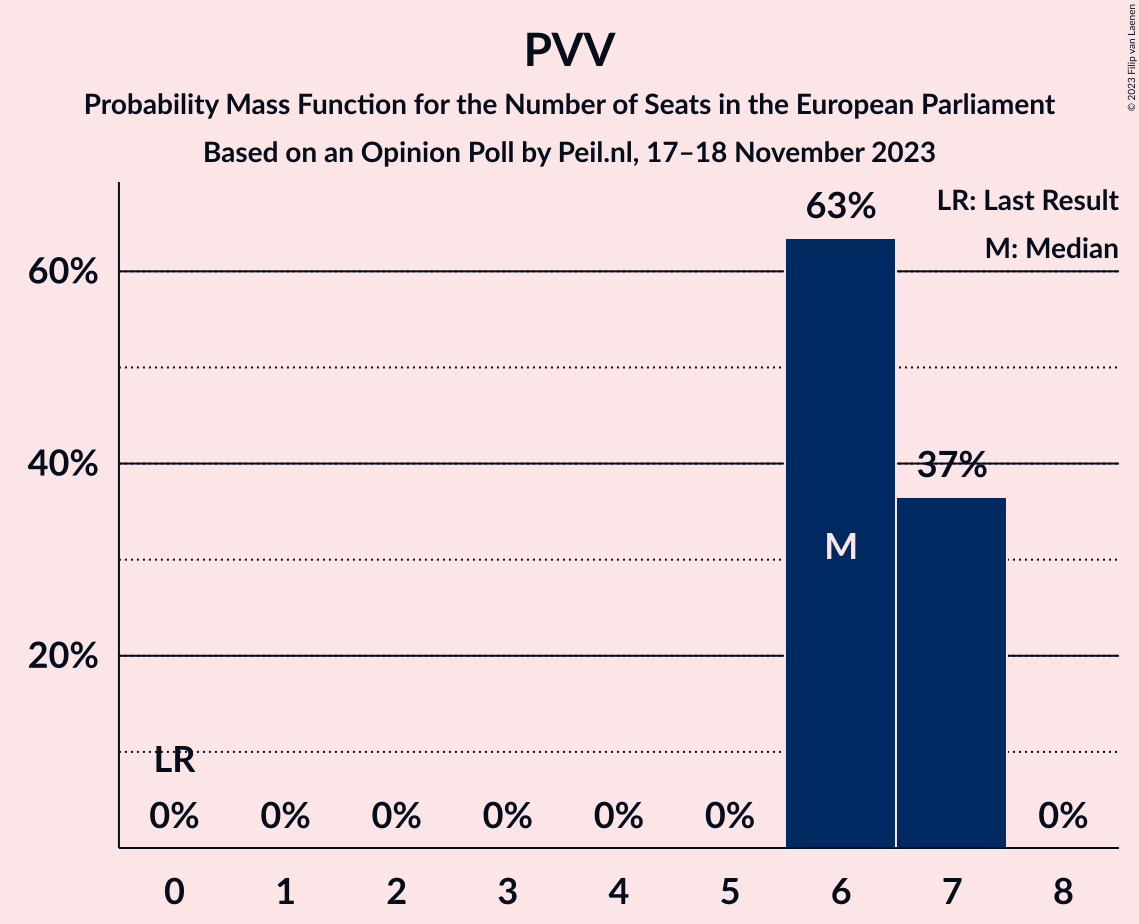 PVV
Probability Mass Function for the Number of Seats in the European Parliament
Based on an Opinion Poll by Peil.nl, 17–18 November 2023
© 2023 Filip van Laenen
LR: Last Result
M: Median
63%
60%
40%
37%
M
20%
LR
0% 0% 0% 0% 0% 0% 0%
0 1 2 3 4 5 6 7 8